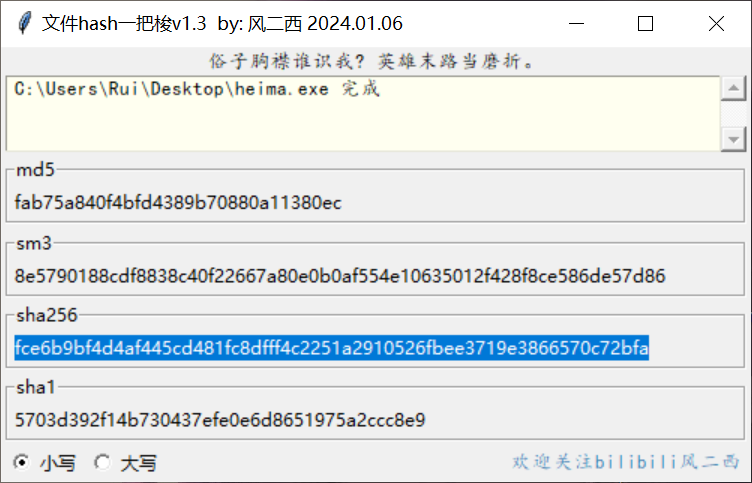 文件hash一把梭v1.3 by: 风二西 2024.01.06
俗子胸襟谁识我? 英雄末路当磨折。
C:\Users\Rui\Desktop\heima.exe 完成
md5
fab75a840f4bfd4389b70880a11380ec
sm3
8e5790188cdf8838c40f22667a80e0b0af554e10635012f428f8ce586de57d86
sha256
fce6b9bf4d4af445cd481fc8dfff4c2251a2910526fbee3719e3866570c72bfa
sha1
5703d392f14b730437efe0e6d8651975a2ccc8e9
小写 大写 欢迎关注bilibili风二西